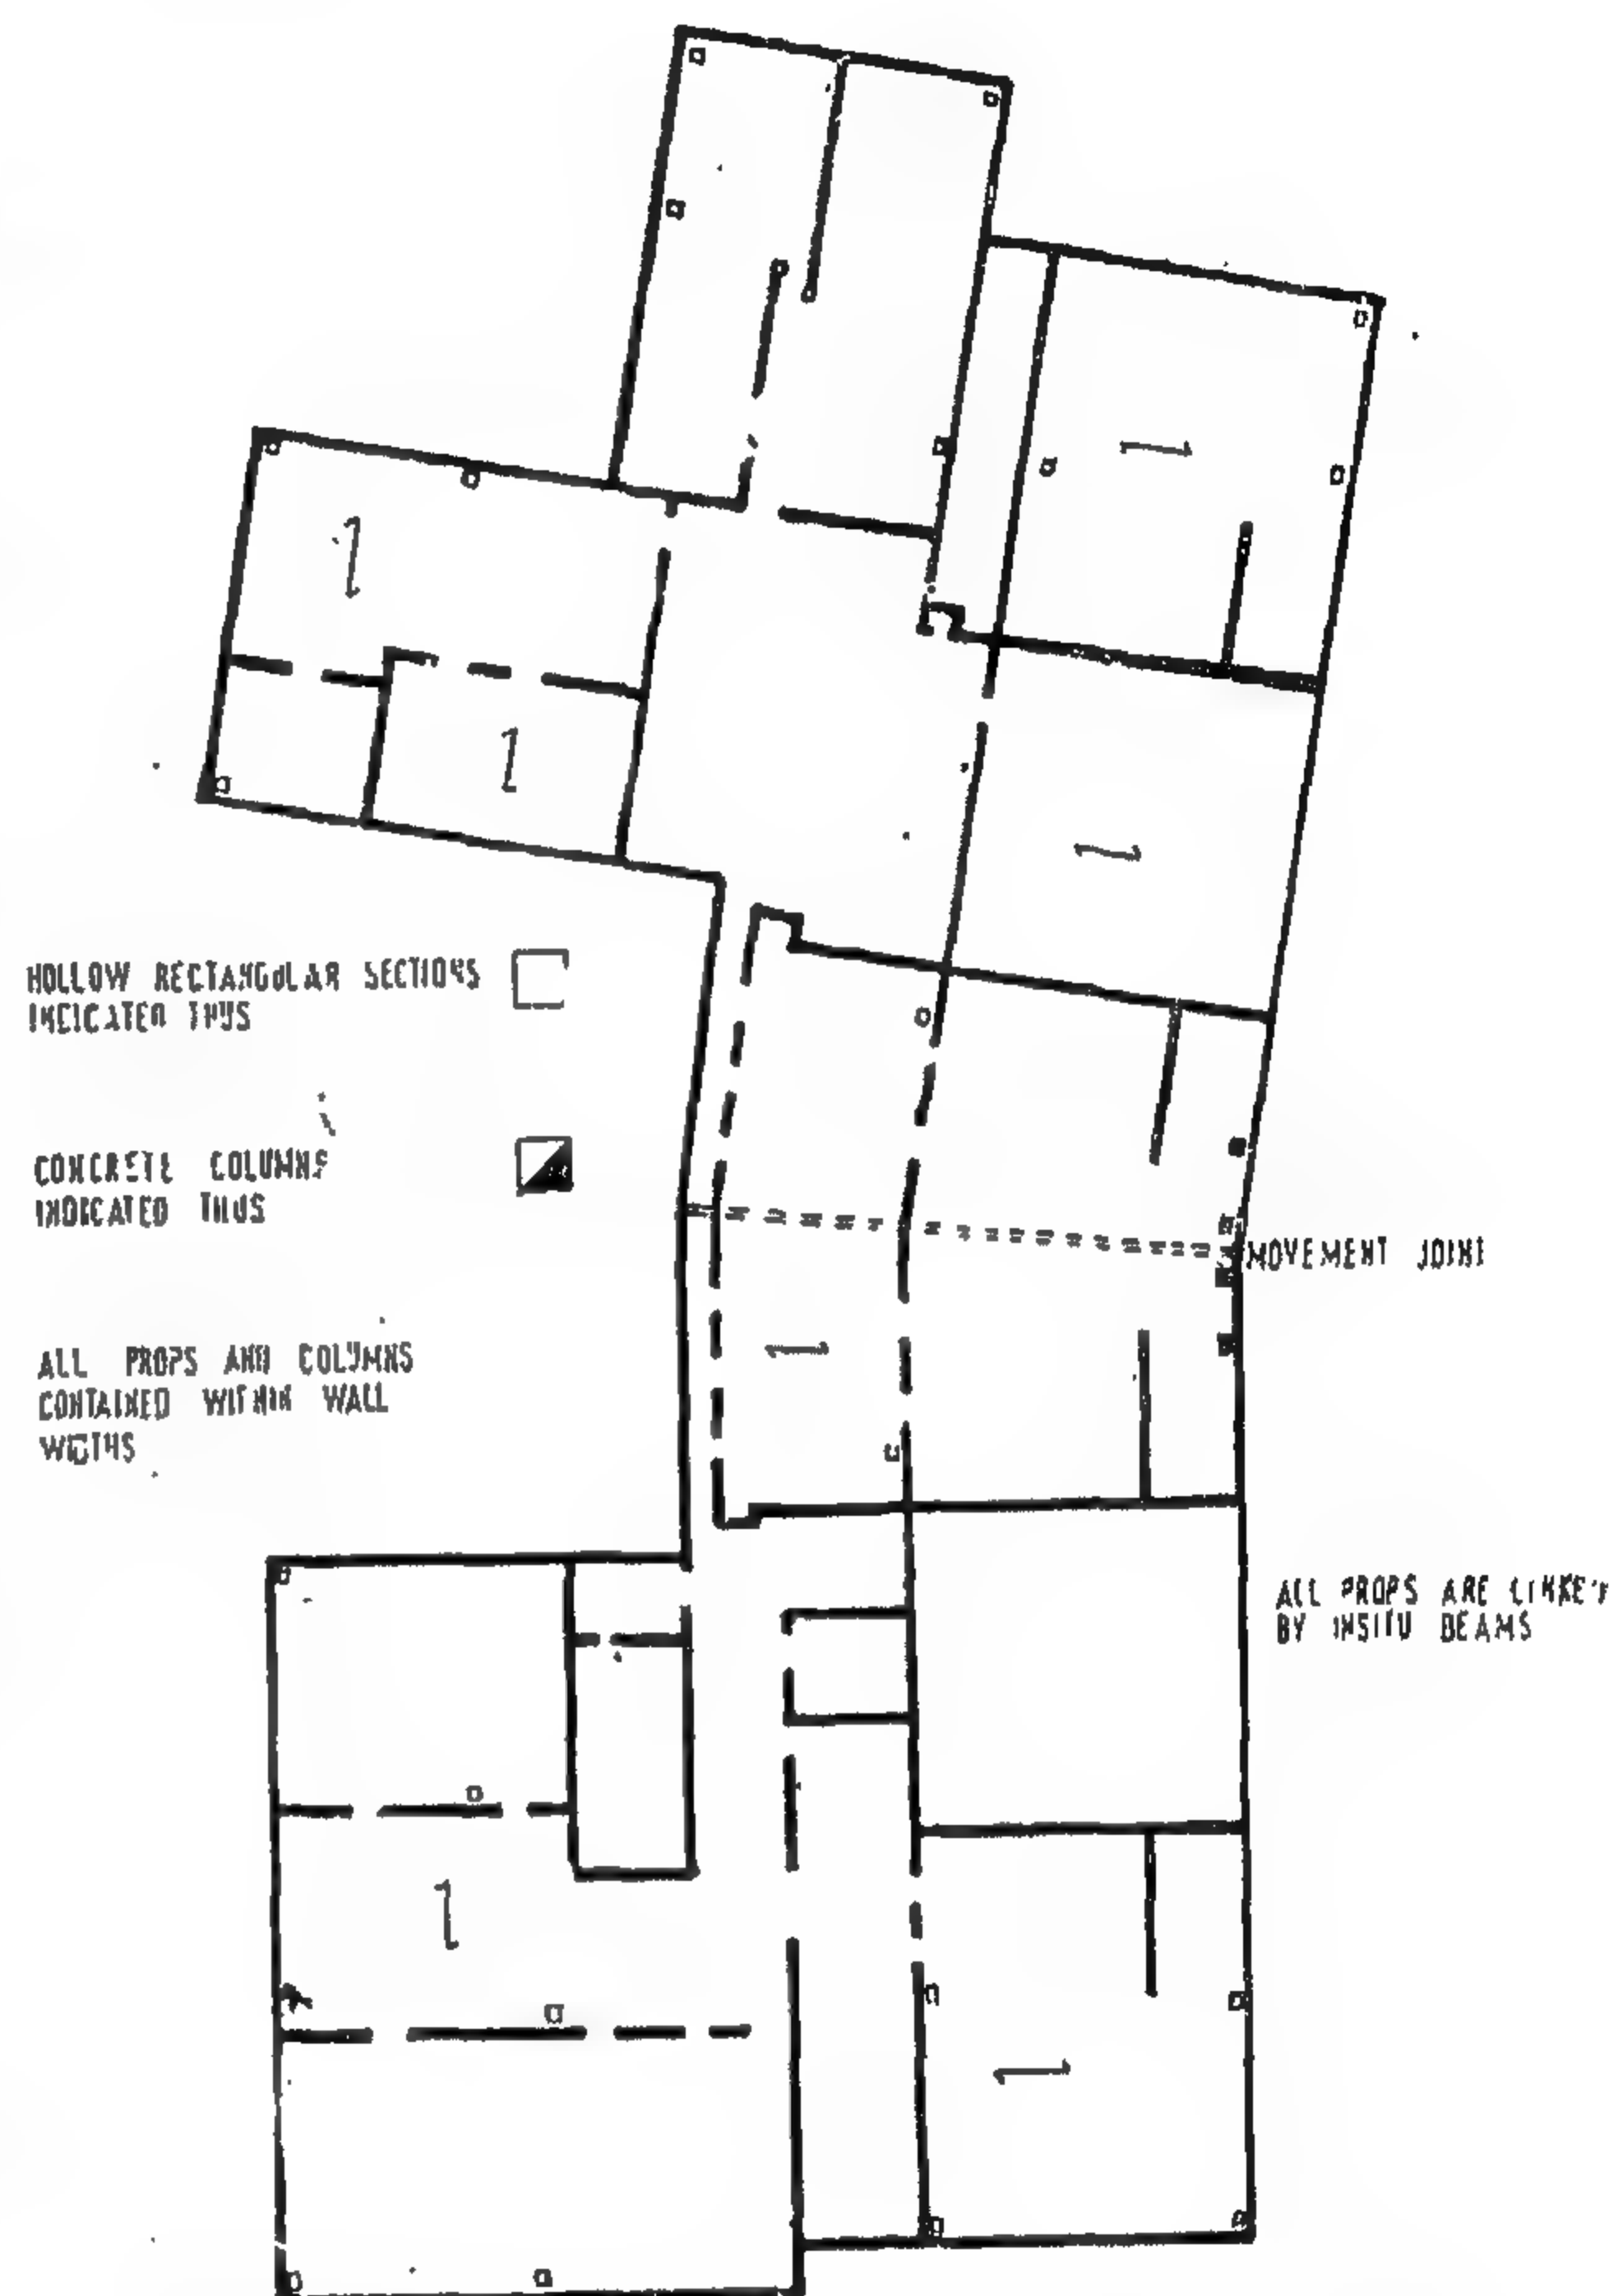 HOLLOW RECTANGULAR SECTIONS
INDICATED THUS
CONCRETE COLUMNS
INDICATED THUS
MOVEMENT JOINT
ALL PROPS AND COLUMNS
CONTAINED WITHIN WALL
WIDTHS
ALL PROPS ARE LINKED
BY INSITU BEAMS